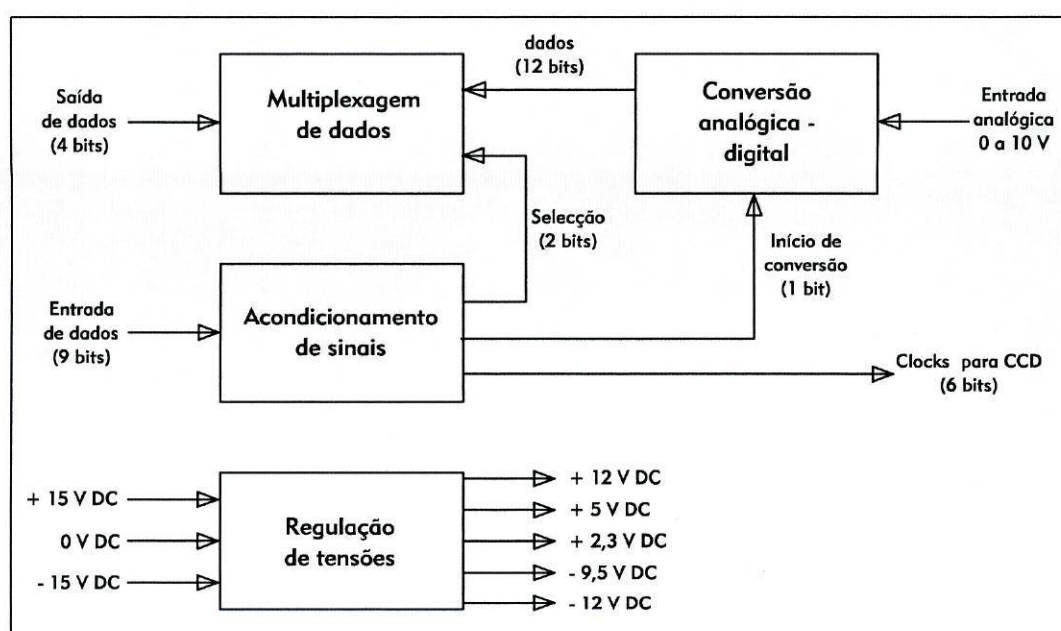 dados
(12 bits)
Saída
de dados
(4 bits)
Multiplexagem
de dados
Conversão
analógica -
digital
Entrada
analógica
0 a 10 V
Selecção
(2 bits)
Início de
conversão
(1 bit)
Entrada
de dados
(9 bits)
Acondicionamento
de sinais
Clocks para CCD
(6 bits)
+ 15 V DC
0 V DC
- 15 V DC
Regulação
de tensões
+ 12 V DC
+ 5 V DC
+ 2,3 V DC
- 9,5 V DC
- 12 V DC